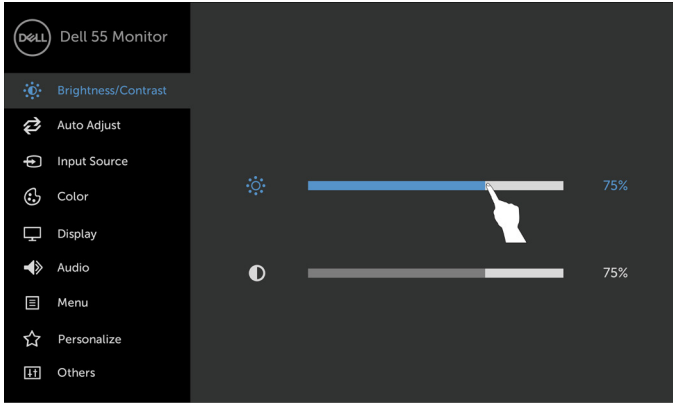 DELL
Dell 55 Monitor
Brightness/Contrast
Auto Adjust
Input Source
Color
Display
Audio
Menu
Personalize
Others
75%
75%